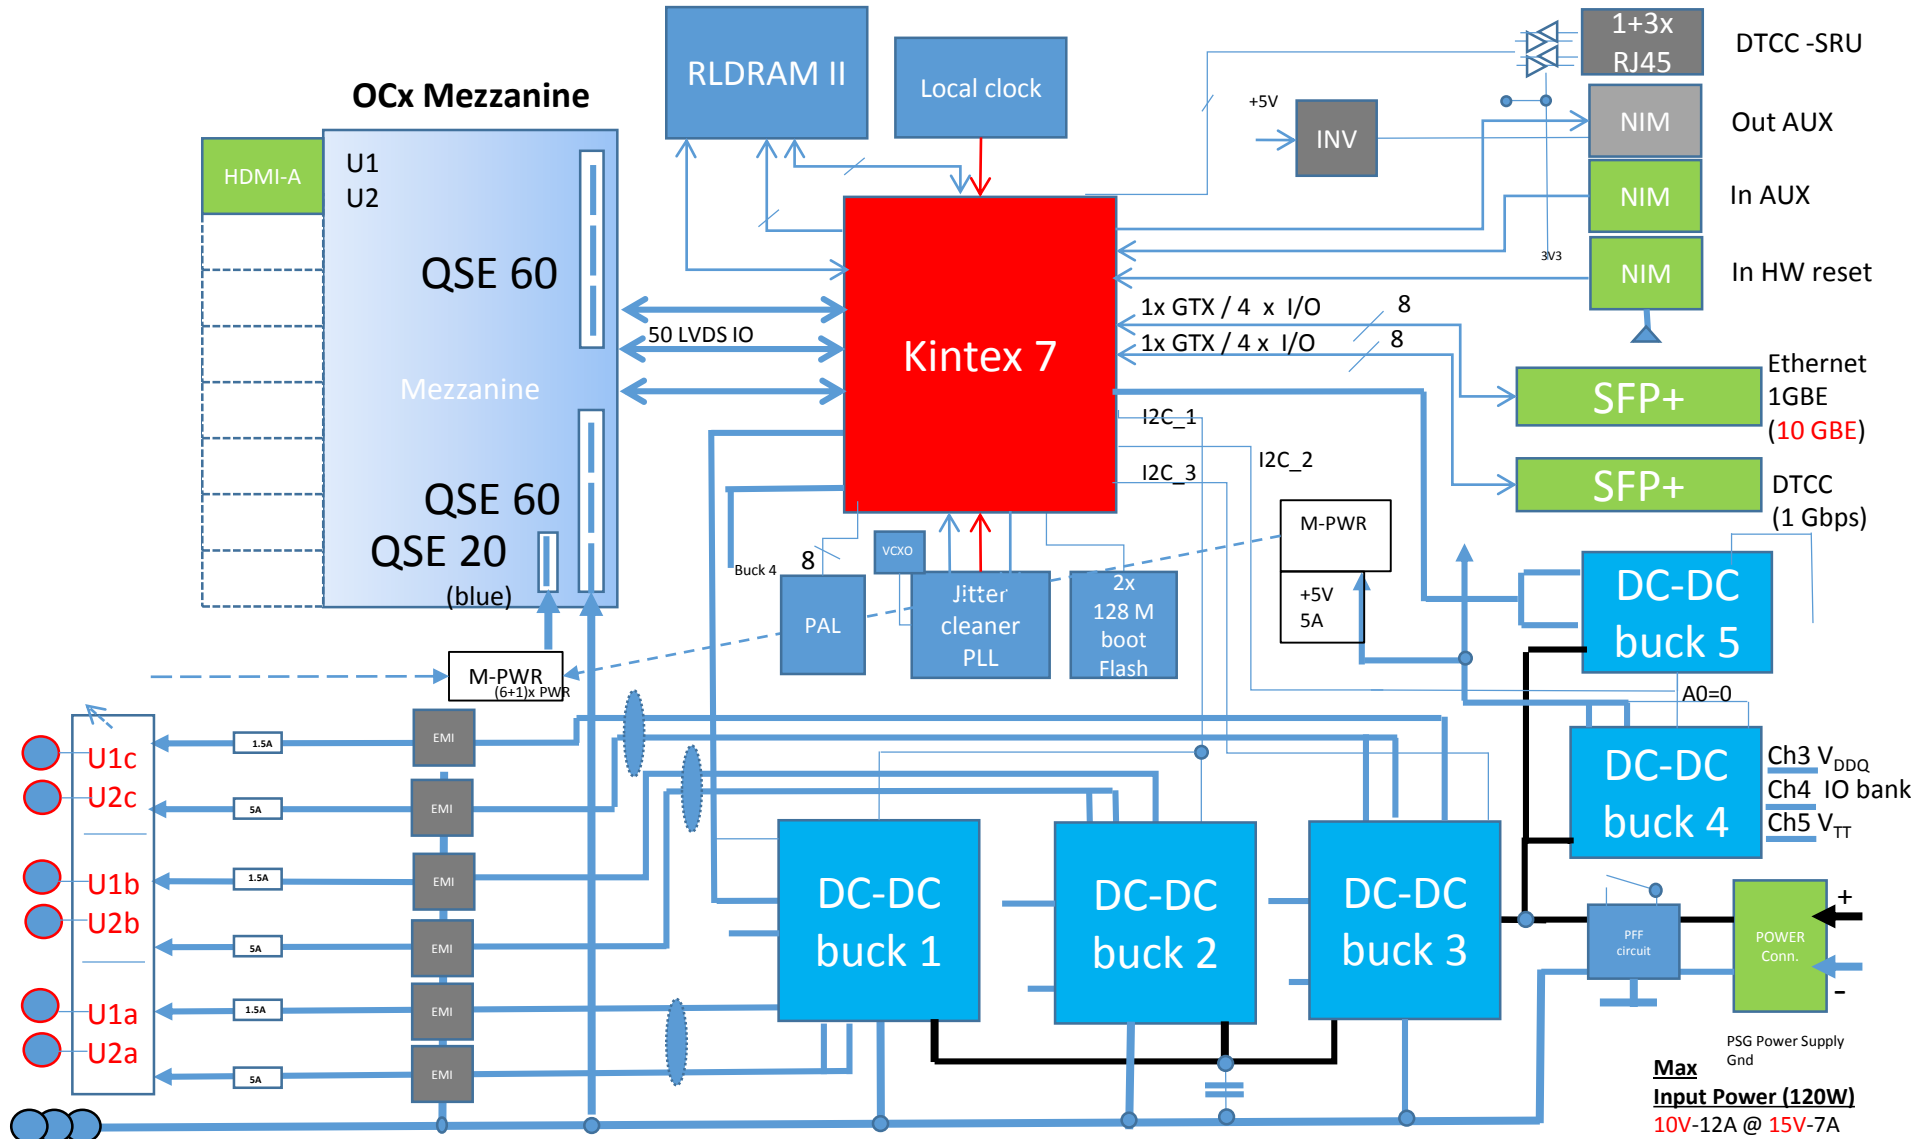 OCx Mezzanine
HDMI-A
U1
U2
QSE 60
Mezzanine
QSE 60
QSE 20
(blue)
50 LVDS IO
RLDRAM II
Local clock
Kintex 7
+5V
INV
1+3x
RJ45
DTCC -SRU
NIM
Out AUX
NIM
In AUX
NIM
In HW reset
3V3
1x GTX / 4 x I/O
8
1x GTX / 4 x I/O
8
SFP+
Ethernet
1GBE
(10 GBE)
SFP+
DTCC
(1 Gbps)
I2C_1
I2C_2
I2C_3
M-PWR
+5V
5A
Buck 4
8
VCXO
PAL
Jitter
cleaner
PLL
2x
128 M
boot
Flash
M-PWR
(6+1)x PWR
DC-DC
buck 5
A0=0
DC-DC
buck 4
Ch3 VDDQ
Ch4 IO bank
Ch5 VTT
U1c
U2c
U1b
U2b
U1a
U2a
1.5A
5A
1.5A
5A
1.5A
5A
EMI
EMI
EMI
EMI
EMI
EMI
DC-DC
buck 1
DC-DC
buck 2
DC-DC
buck 3
PFF
circuit
POWER
Conn.
+
-
PSG Power Supply
Gnd
Max
Input Power (120W)
10V-12A @ 15V-7A